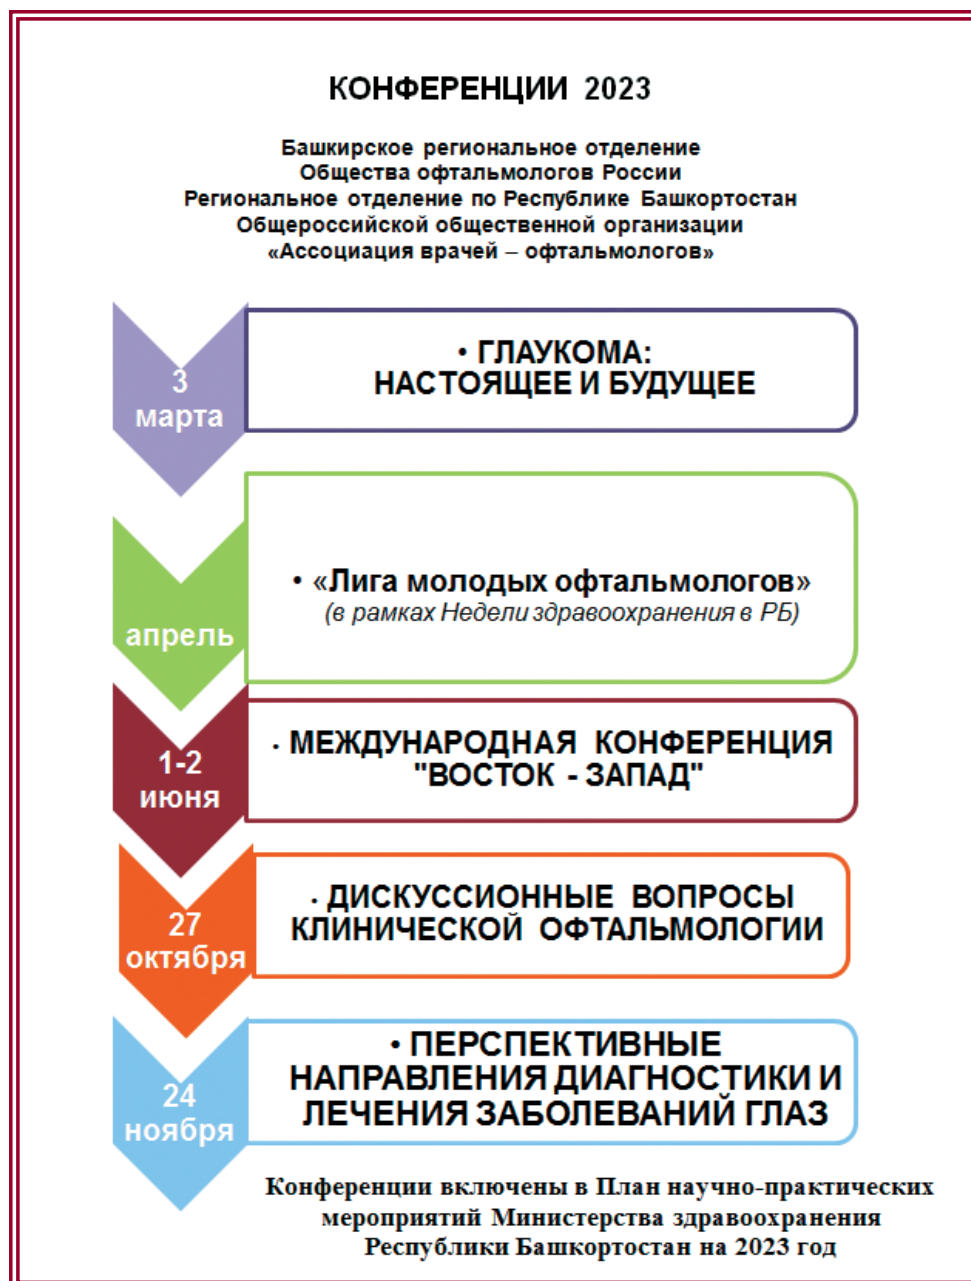 КОНФЕРЕНЦИИ 2023
Башкирское региональное отделение
Общества офтальмологов России
Региональное отделение по Республике Башкортостан
Общероссийской общественной организации
«Ассоциация врачей – офтальмологов»
3
марта
• ГЛАУКОМА:
НАСТОЯЩЕЕ И БУДУЩЕЕ
апрель
• «Лига молодых офтальмологов»
(в рамках Недели здравоохранения в РБ)
1-2
июня
• МЕЖДУНАРОДНАЯ КОНФЕРЕНЦИЯ
"ВОСТОК - ЗАПАД"
27
октября
• ДИСКУССИОННЫЕ ВОПРОСЫ
КЛИНИЧЕСКОЙ ОФТАЛЬМОЛОГИИ
24
ноября
• ПЕРСПЕКТИВНЫЕ
НАПРАВЛЕНИЯ ДИАГНОСТИКИ И
ЛЕЧЕНИЯ ЗАБОЛЕВАНИЙ ГЛАЗ
Конференции включены в План научно-практических
мероприятий Министерства здравоохранения
Республики Башкортостан на 2023 год